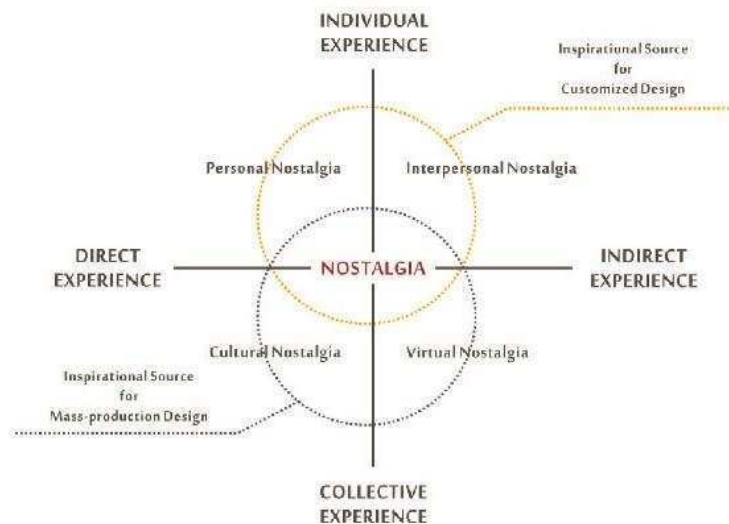 INDIVIDUAL
EXPERIENCE
Inspirational Source
for
Customized Design
Personal Nostalgia
Interpersonal Nostalgia
DIRECT
EXPERIENCE
NOSTALGIA
INDIRECT
EXPERIENCE
Cultural Nostalgia
Virtual Nostalgia
Inspirational Source
for
Mass-production Design
COLLECTIVE
EXPERIENCE